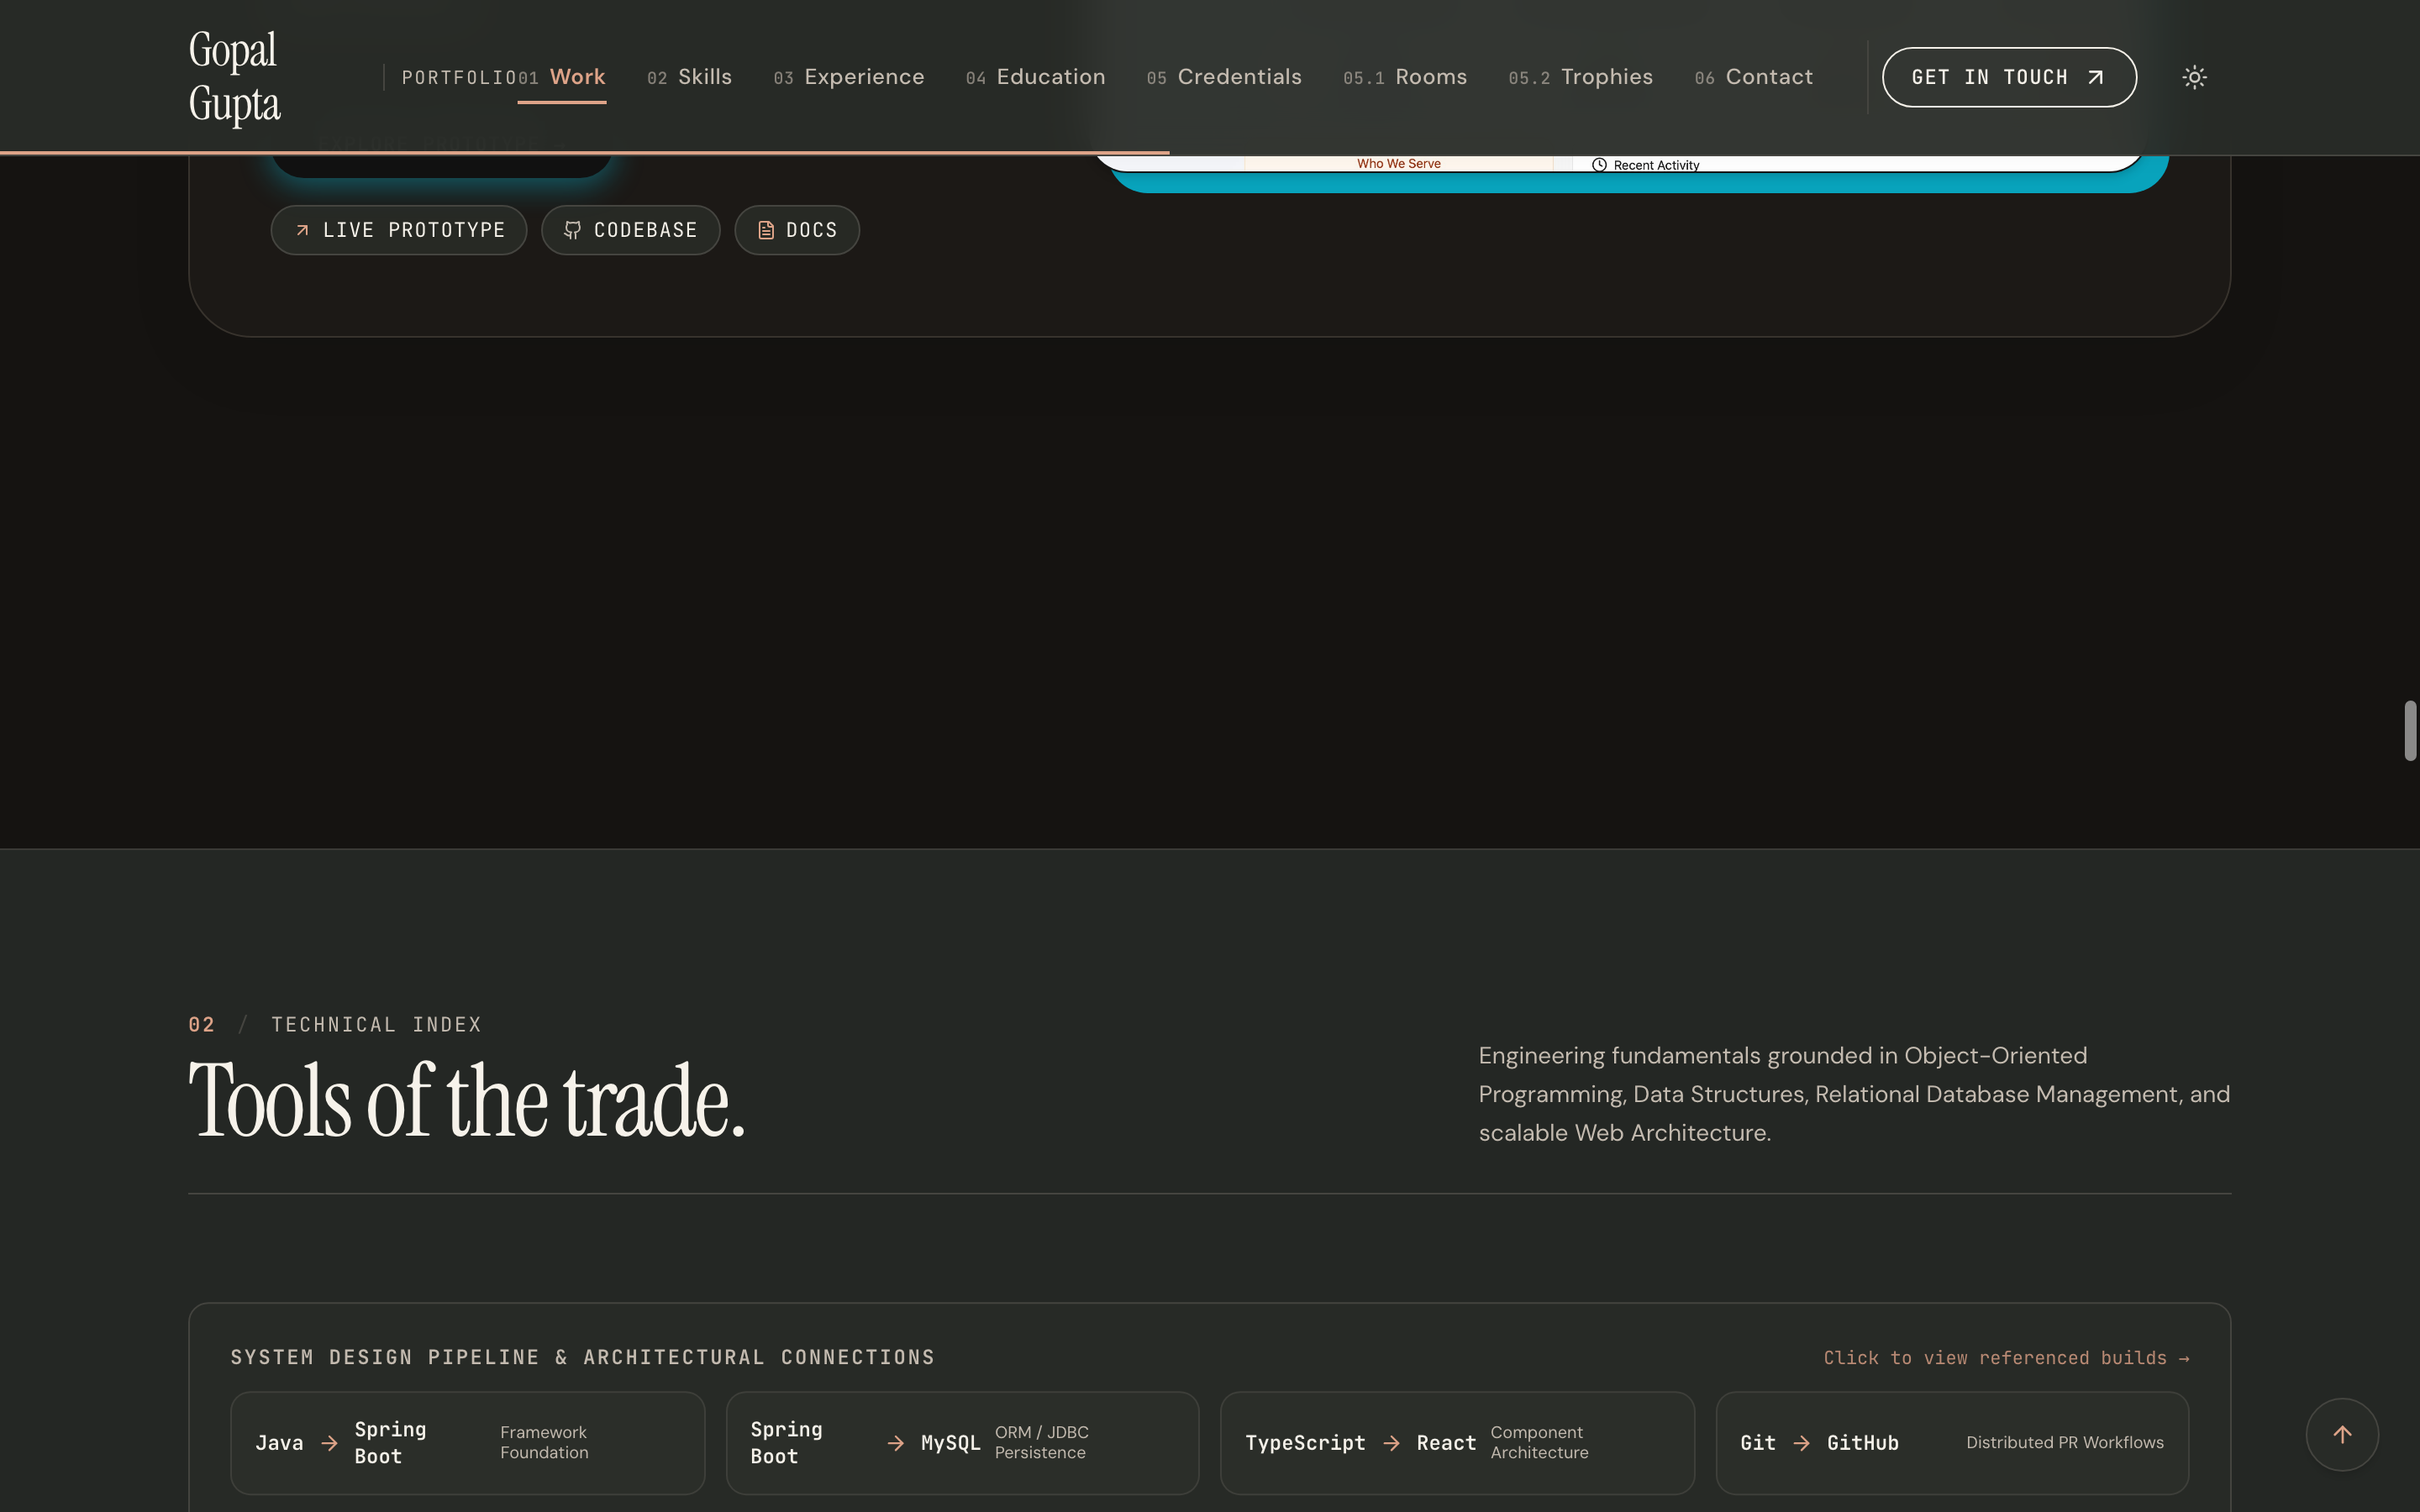 Gopal
Gupta
PORTFOLIO
01 Work
02 Skills
03 Experience
04 Education
05 Credentials
05.1 Rooms
05.2 Trophies
06 Contact
GET IN TOUCH
Who We Serve
Recent Activity
LIVE PROTOTYPE
CODEBASE
DOCS
02 / TECHNICAL INDEX
Tools of the trade.
Engineering fundamentals grounded in Object-Oriented
Programming, Data Structures, Relational Database Management, and
scalable Web Architecture.
SYSTEM DESIGN PIPELINE & ARCHITECTURAL CONNECTIONS
Click to view referenced builds →
Java → Spring
Boot
Framework
Foundation
Spring
Boot
→ MySQL
ORM / JDBC
Persistence
TypeScript → React
Component
Architecture
Git → GitHub
Distributed PR Workflows